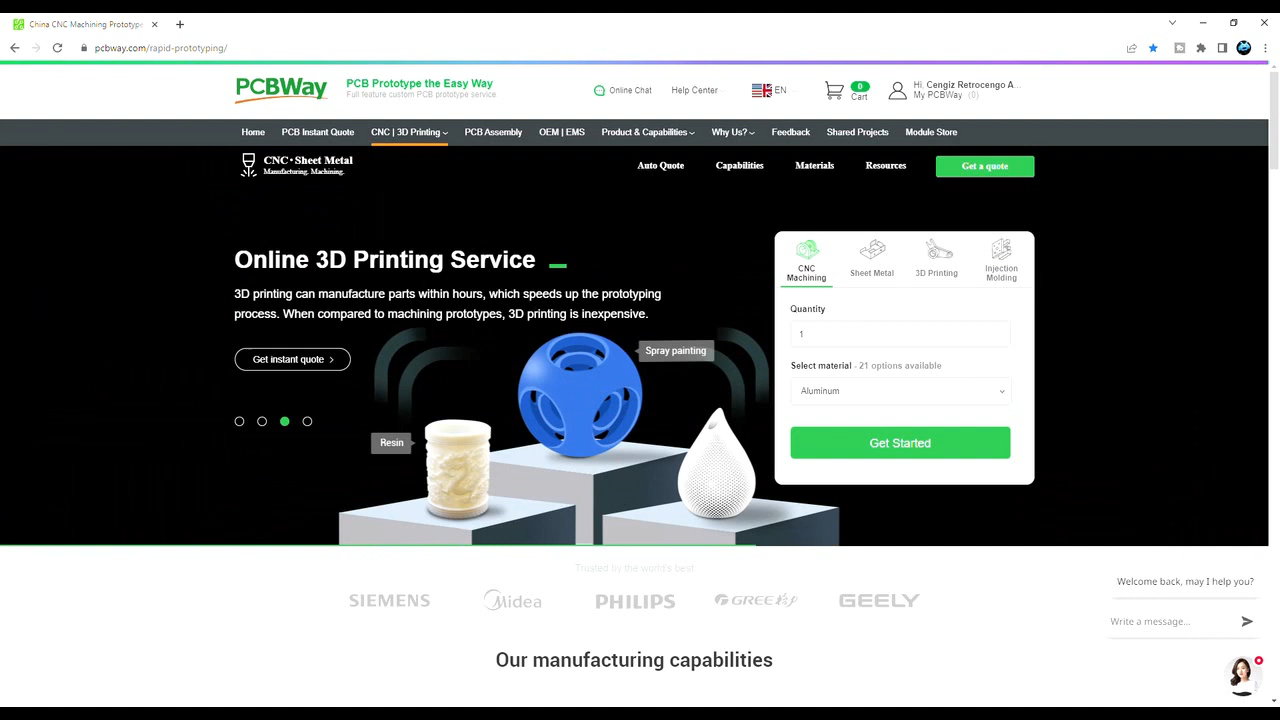 China CNC Machining Prototype
pcbway.com/rapid-prototyping/
PCBWay
PCB Prototype the Easy Way
Full feature custom PCB prototype service
Online Chat
Help Center
EN
0
Cart
Hi, Cengiz Retrocengo A...
My PCBWay (0)
Home
PCB Instant Quote
CNC | 3D Printing
PCB Assembly
OEM | EMS
Product & Capabilities
Why Us?
Feedback
Shared Projects
Module Store
CNC·Sheet Metal
Manufacturing. Machining.
Auto Quote
Capabilities
Materials
Resources
Get a quote
Online 3D Printing Service
3D printing can manufacture parts within hours, which speeds up the prototyping
process. When compared to machining prototypes, 3D printing is inexpensive.
Get instant quote
Spray painting
Resin
CNC
Machining
Sheet Metal
3D Printing
Injection
Molding
Quantity
1
Select material - 21 options available
Aluminum
Get Started
Trusted by the world's best
SIEMENS
Midea
PHILIPS
GREE
GEELY
Our manufacturing capabilities
Welcome back, may I help you?
Write a message...